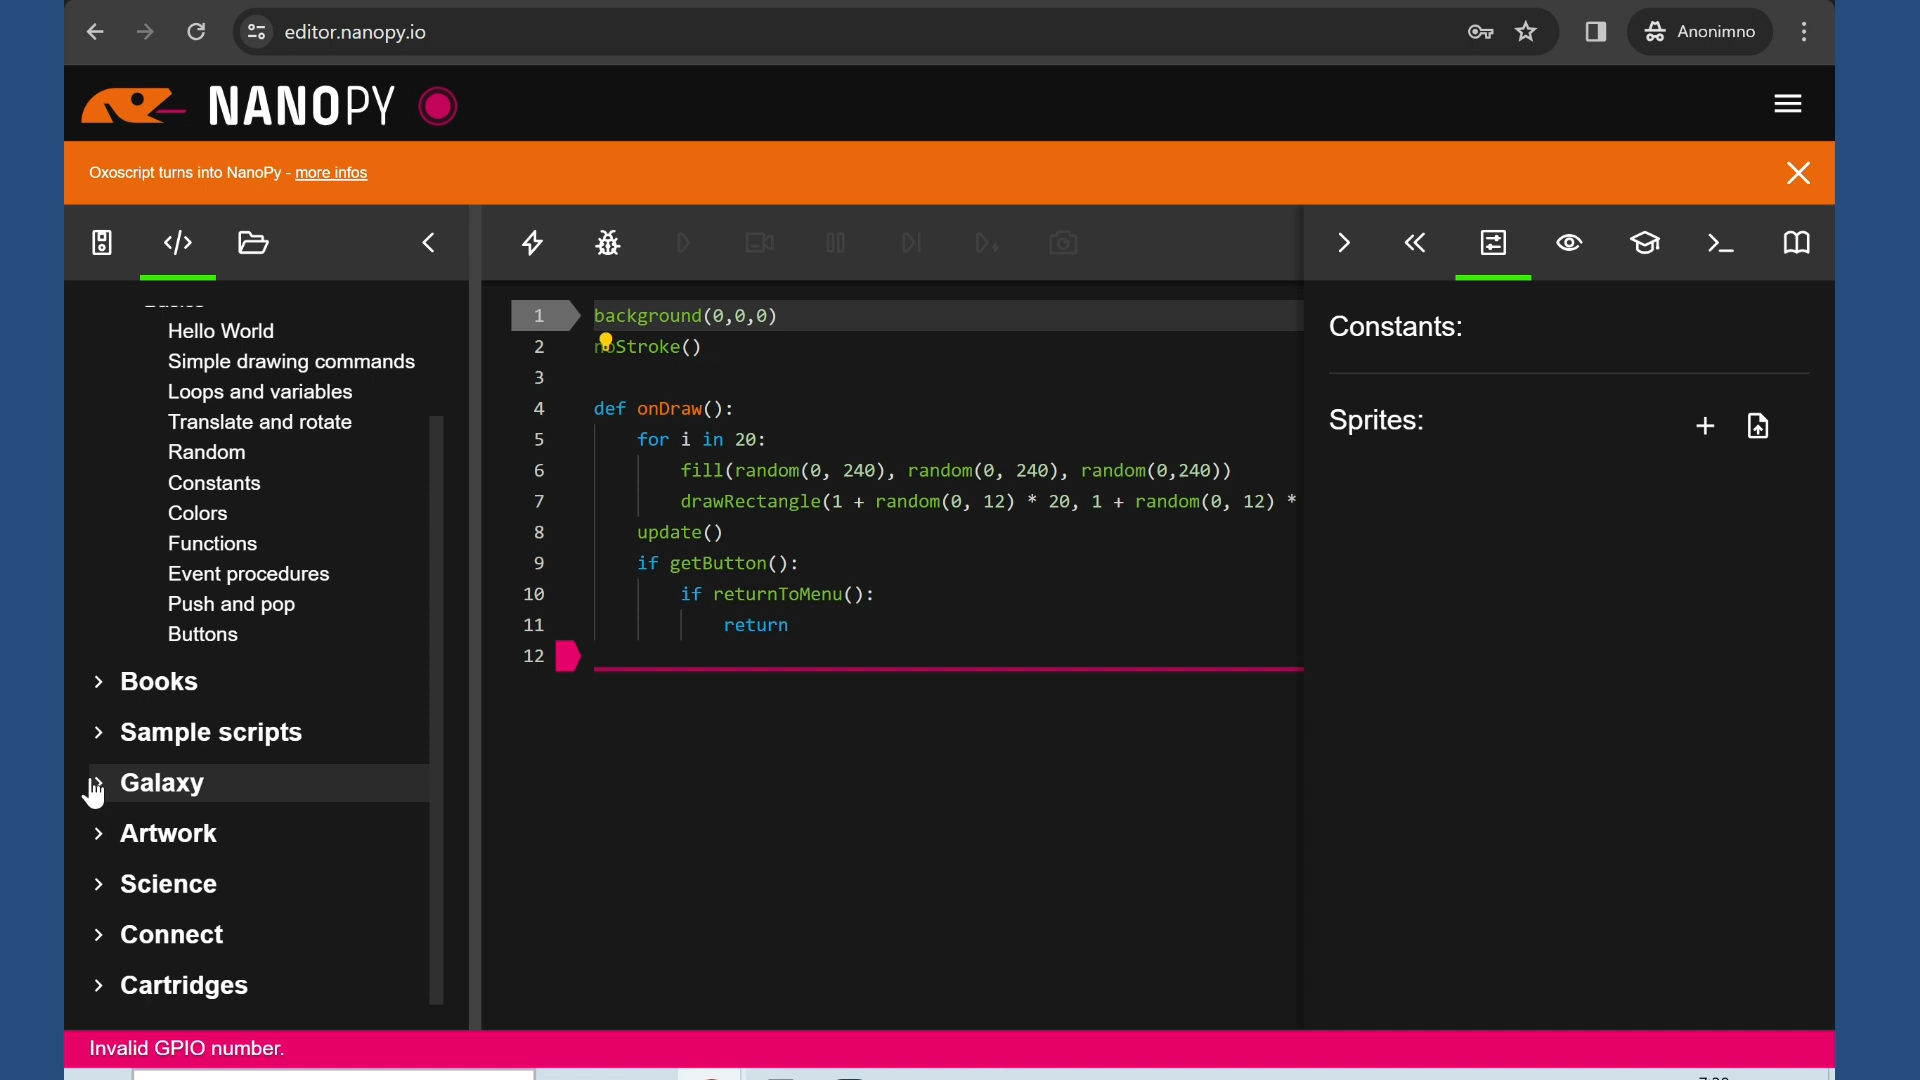 editor.nanopy.io
Anonimno
NANOPY
Oxoscript turns into NanoPy - more infos
Hello World
Simple drawing commands
Loops and variables
Translate and rotate
Random
Constants
Colors
Functions
Event procedures
Push and pop
Buttons
Books
Sample scripts
Galaxy
Artwork
Science
Connect
Cartridges
1 background(0,0,0)
2 noStroke()
3
4 def onDraw():
5 for i in 20:
6 fill(random(0, 240), random(0, 240), random(0,240))
7 drawRectangle(1 + random(0, 12) * 20, 1 + random(0, 12) *
8 update()
9 if getButton():
10 if returnToMenu():
11 return
12
Constants:
Sprites:
Invalid GPIO number.